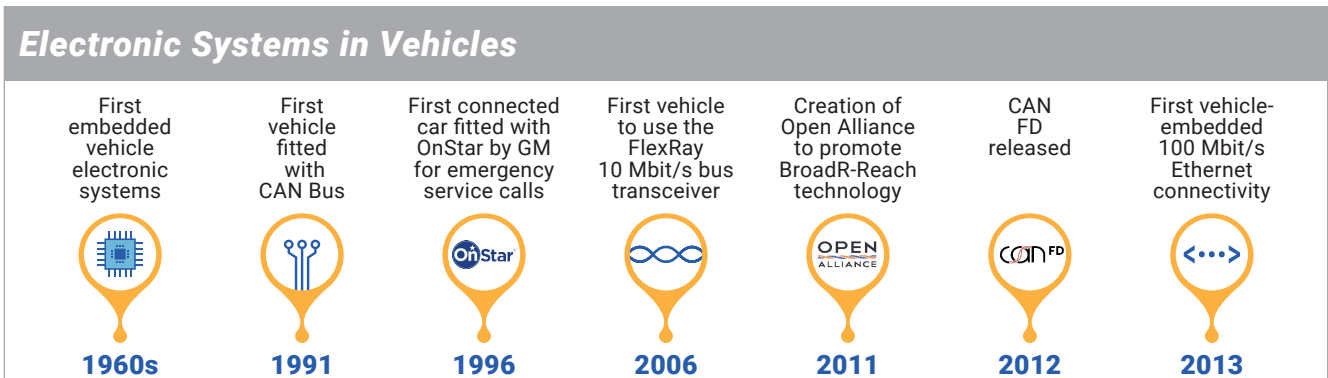 Electronic Systems in Vehicles
First
embedded
vehicle
electronic
systems
1960s
First
vehicle
fitted
with
CAN Bus
1991
First connected
car fitted with
OnStar by GM
for emergency
service calls
OnStar
1996
First vehicle
to use the
FlexRay
10 Mbit/s bus
transceiver
2006
Creation of
Open Alliance
to promote
BroadR-Reach
technology
OPEN
ALLIANCE
2011
CAN
FD
released
CAN FD
2012
First vehicle-
embedded
100 Mbit/s
Ethernet
connectivity
<•••>
2013